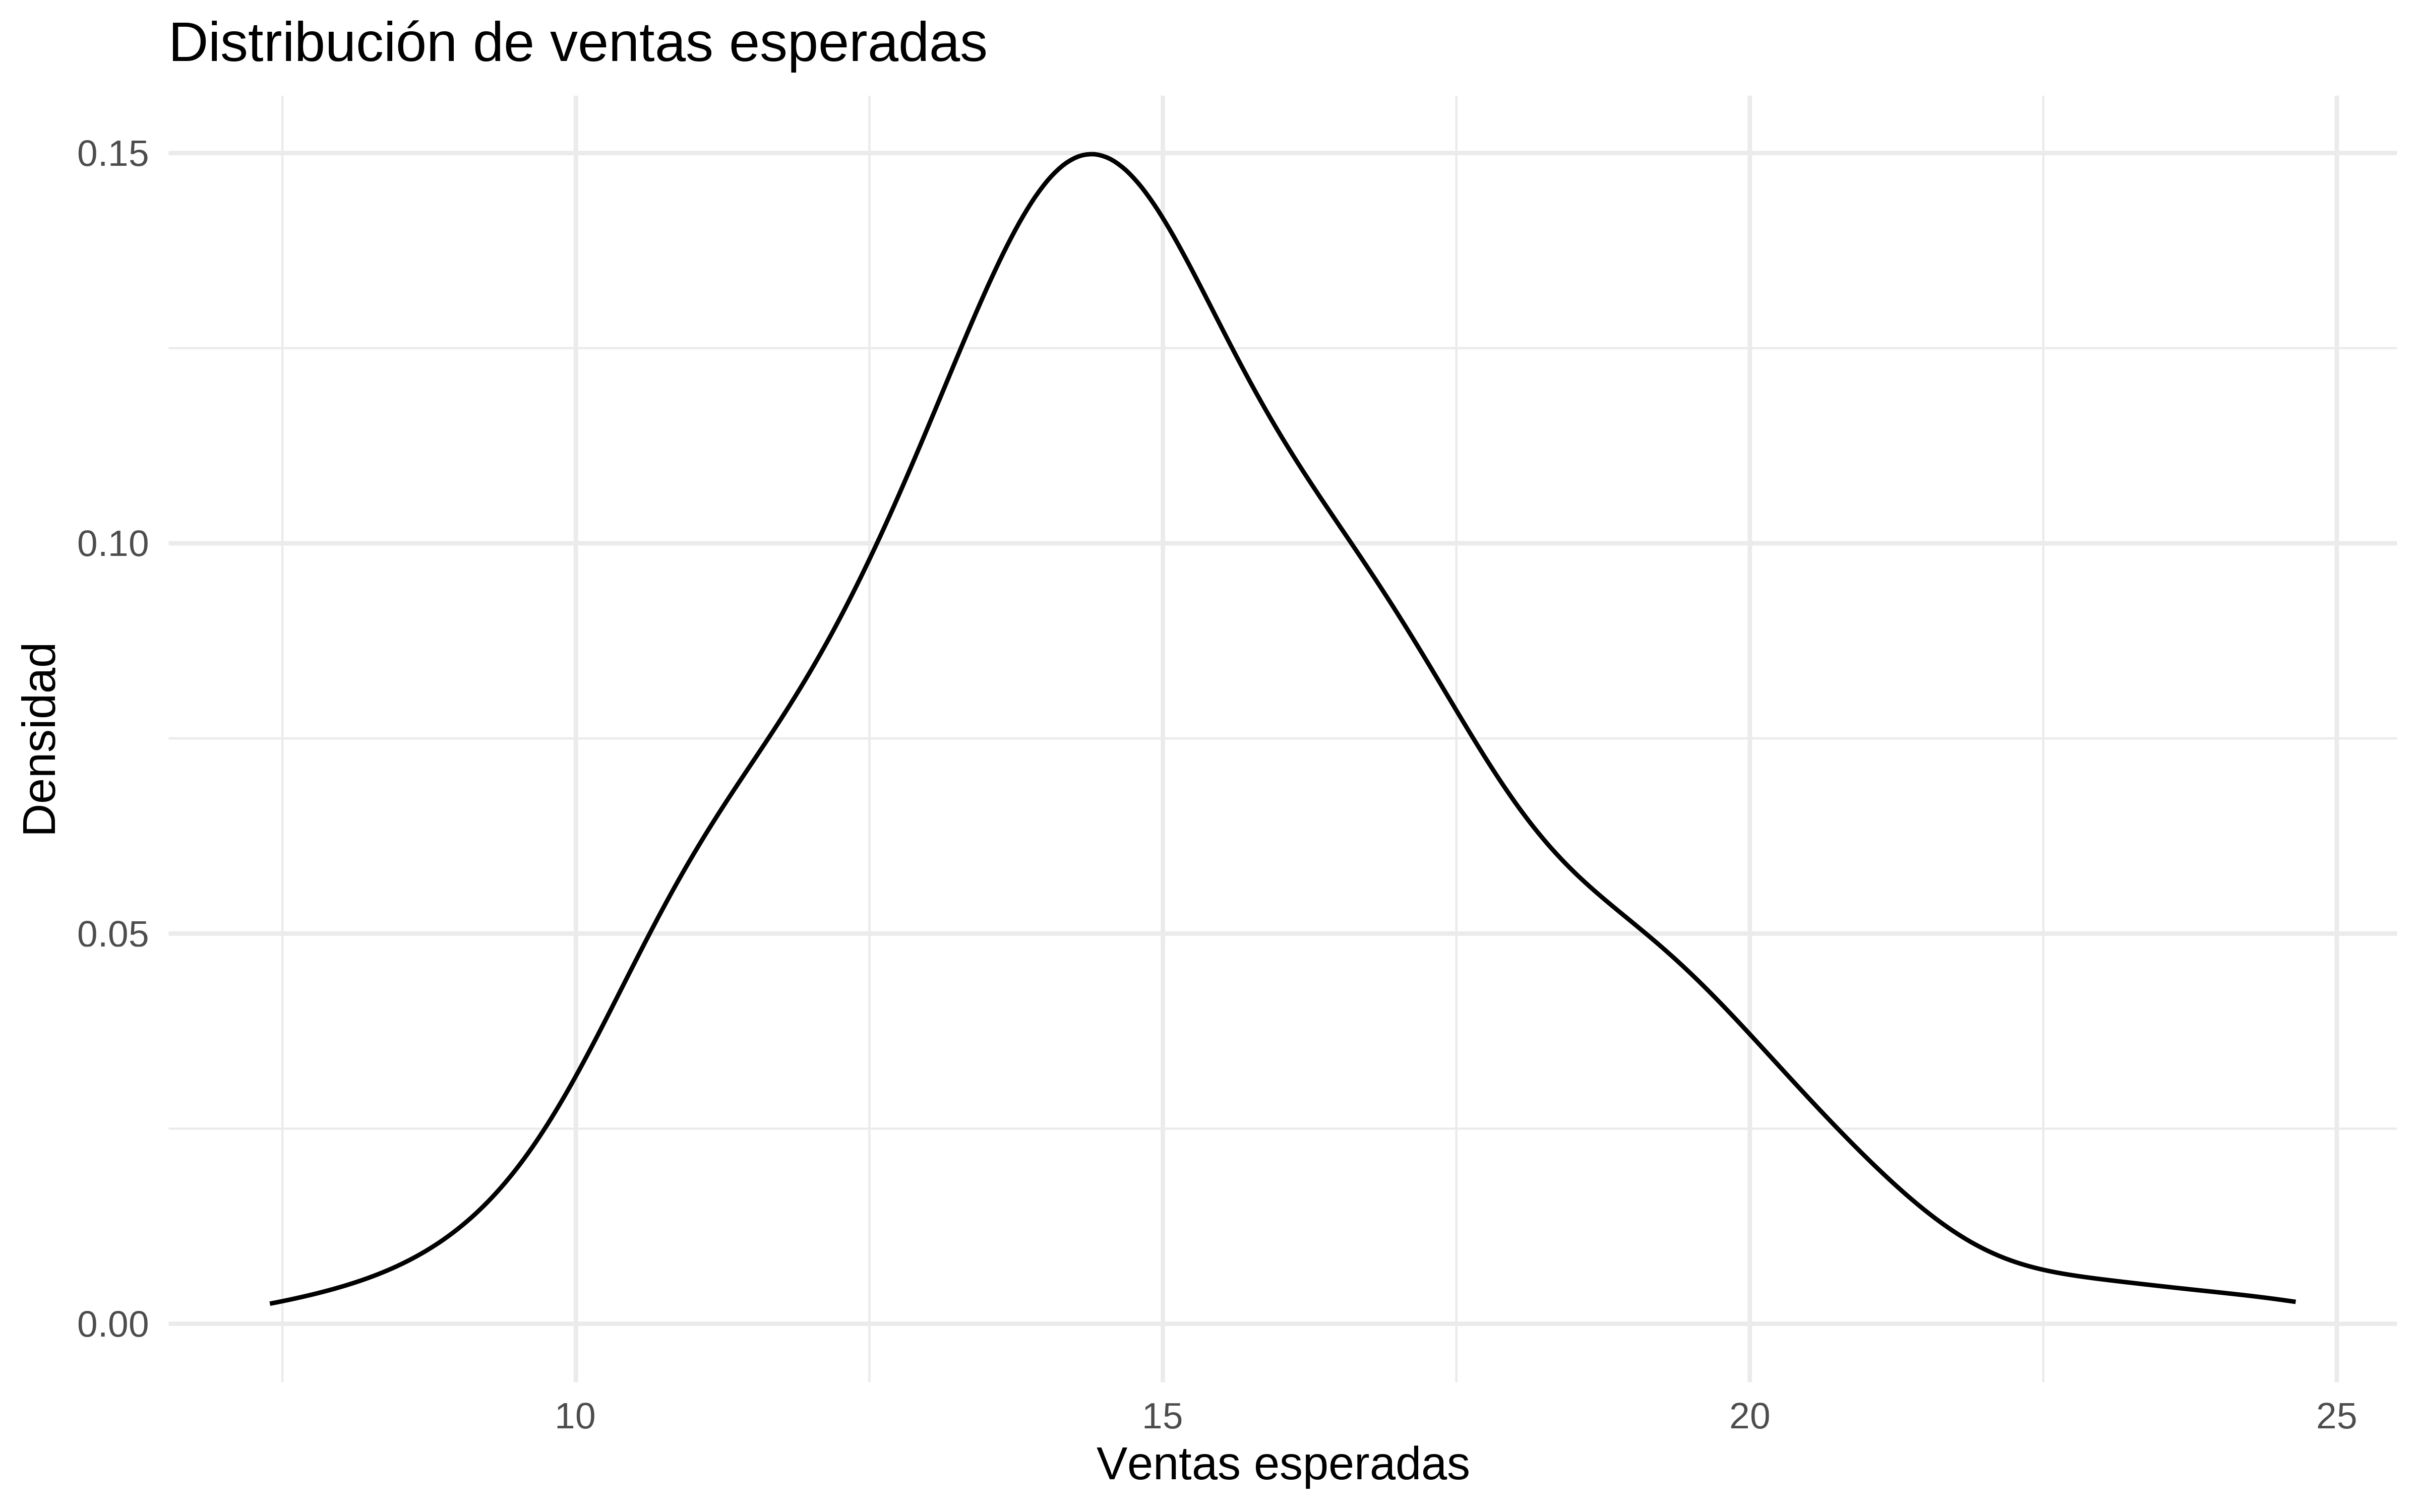 Distribución de ventas esperadas
0.15
0.10
0.05
0.00
Densidad
10 15 20 25
Ventas esperadas